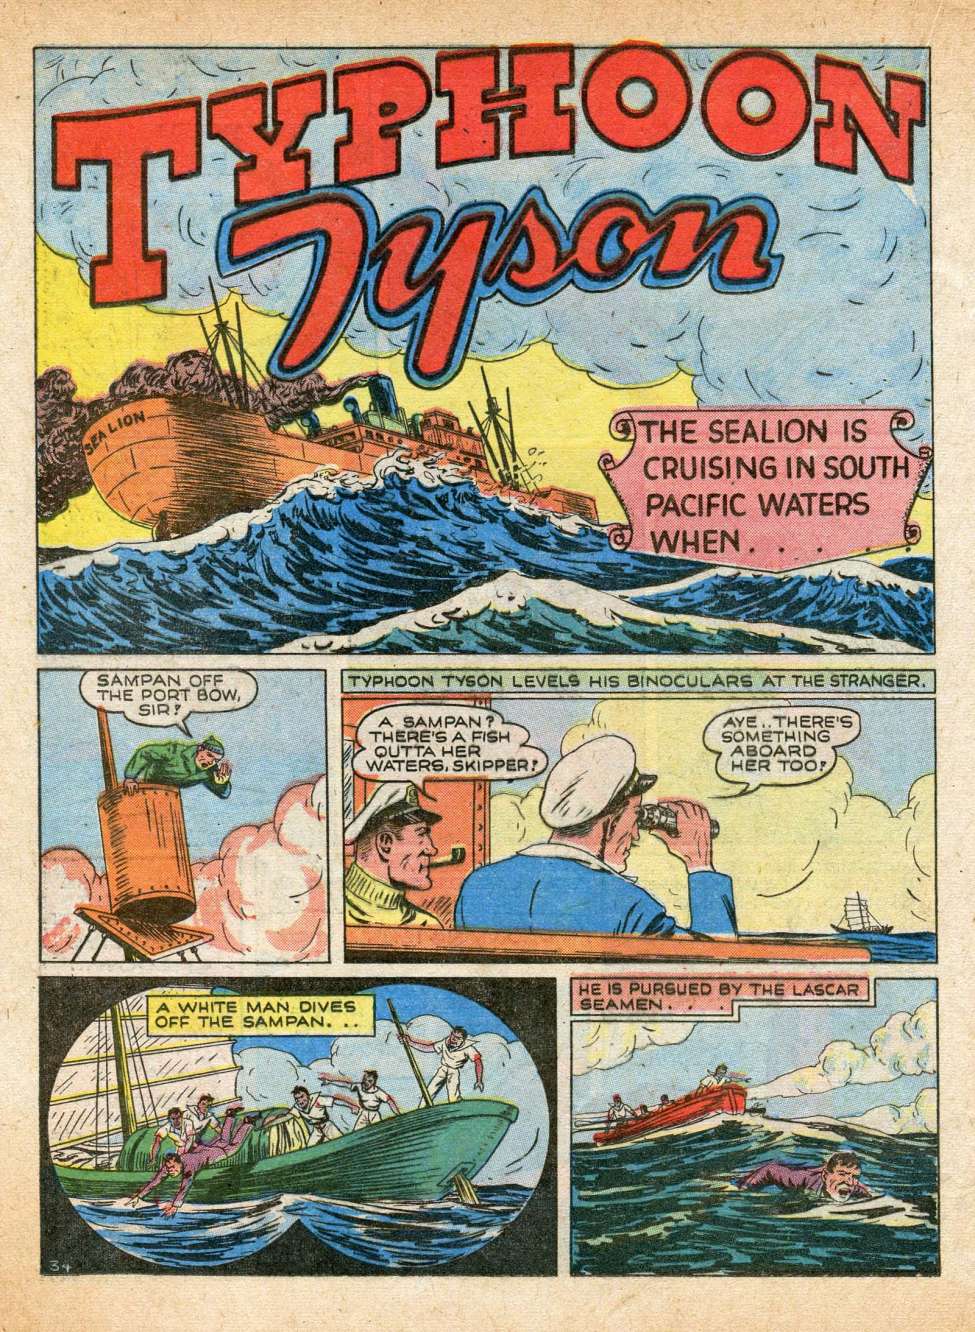 TYPHOON
Tyson
SEA LION
THE SEALION IS
CRUISING IN SOUTH
PACIFIC WATERS
WHEN . . . . .
SAMPAN OFF
THE PORT BOW,
SIR!
TYPHOON TYSON LEVELS HIS BINOCULARS AT THE STRANGER.
A SAMPAN?
THERE'S A FISH
OUTTA HER
WATERS, SKIPPER!
AYE...THERE'S
SOMETHING
ABOARD
HER TOO!
A WHITE MAN DIVES
OFF THE SAMPAN...
HE IS PURSUED BY THE LASCAR
SEAMEN . . .
34